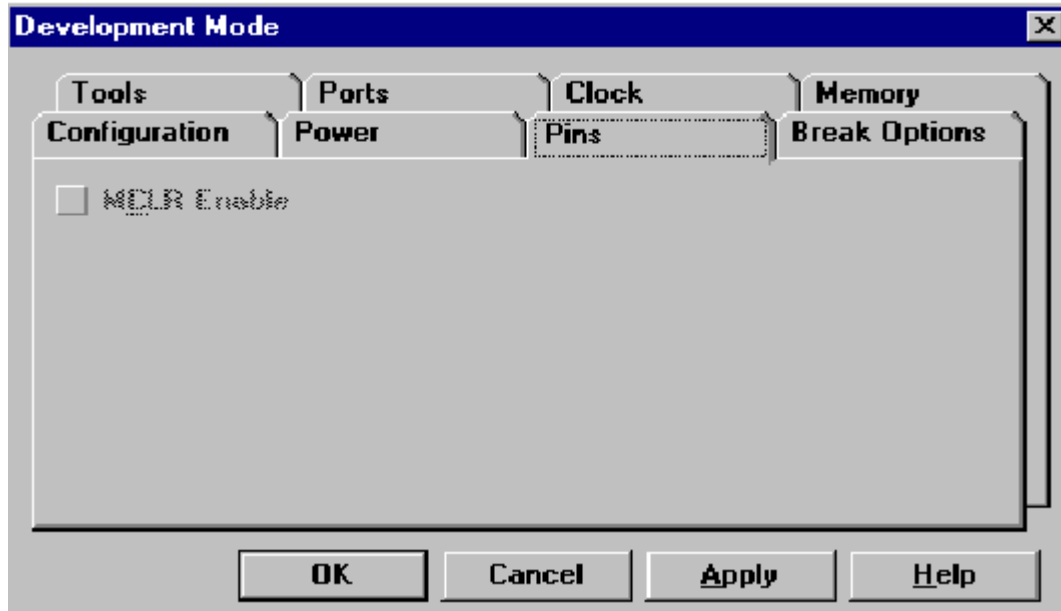 Development Mode
Tools Ports Clock Memory
Configuration Power Pins Break Options
MCLR Enable
OK Cancel Apply Help